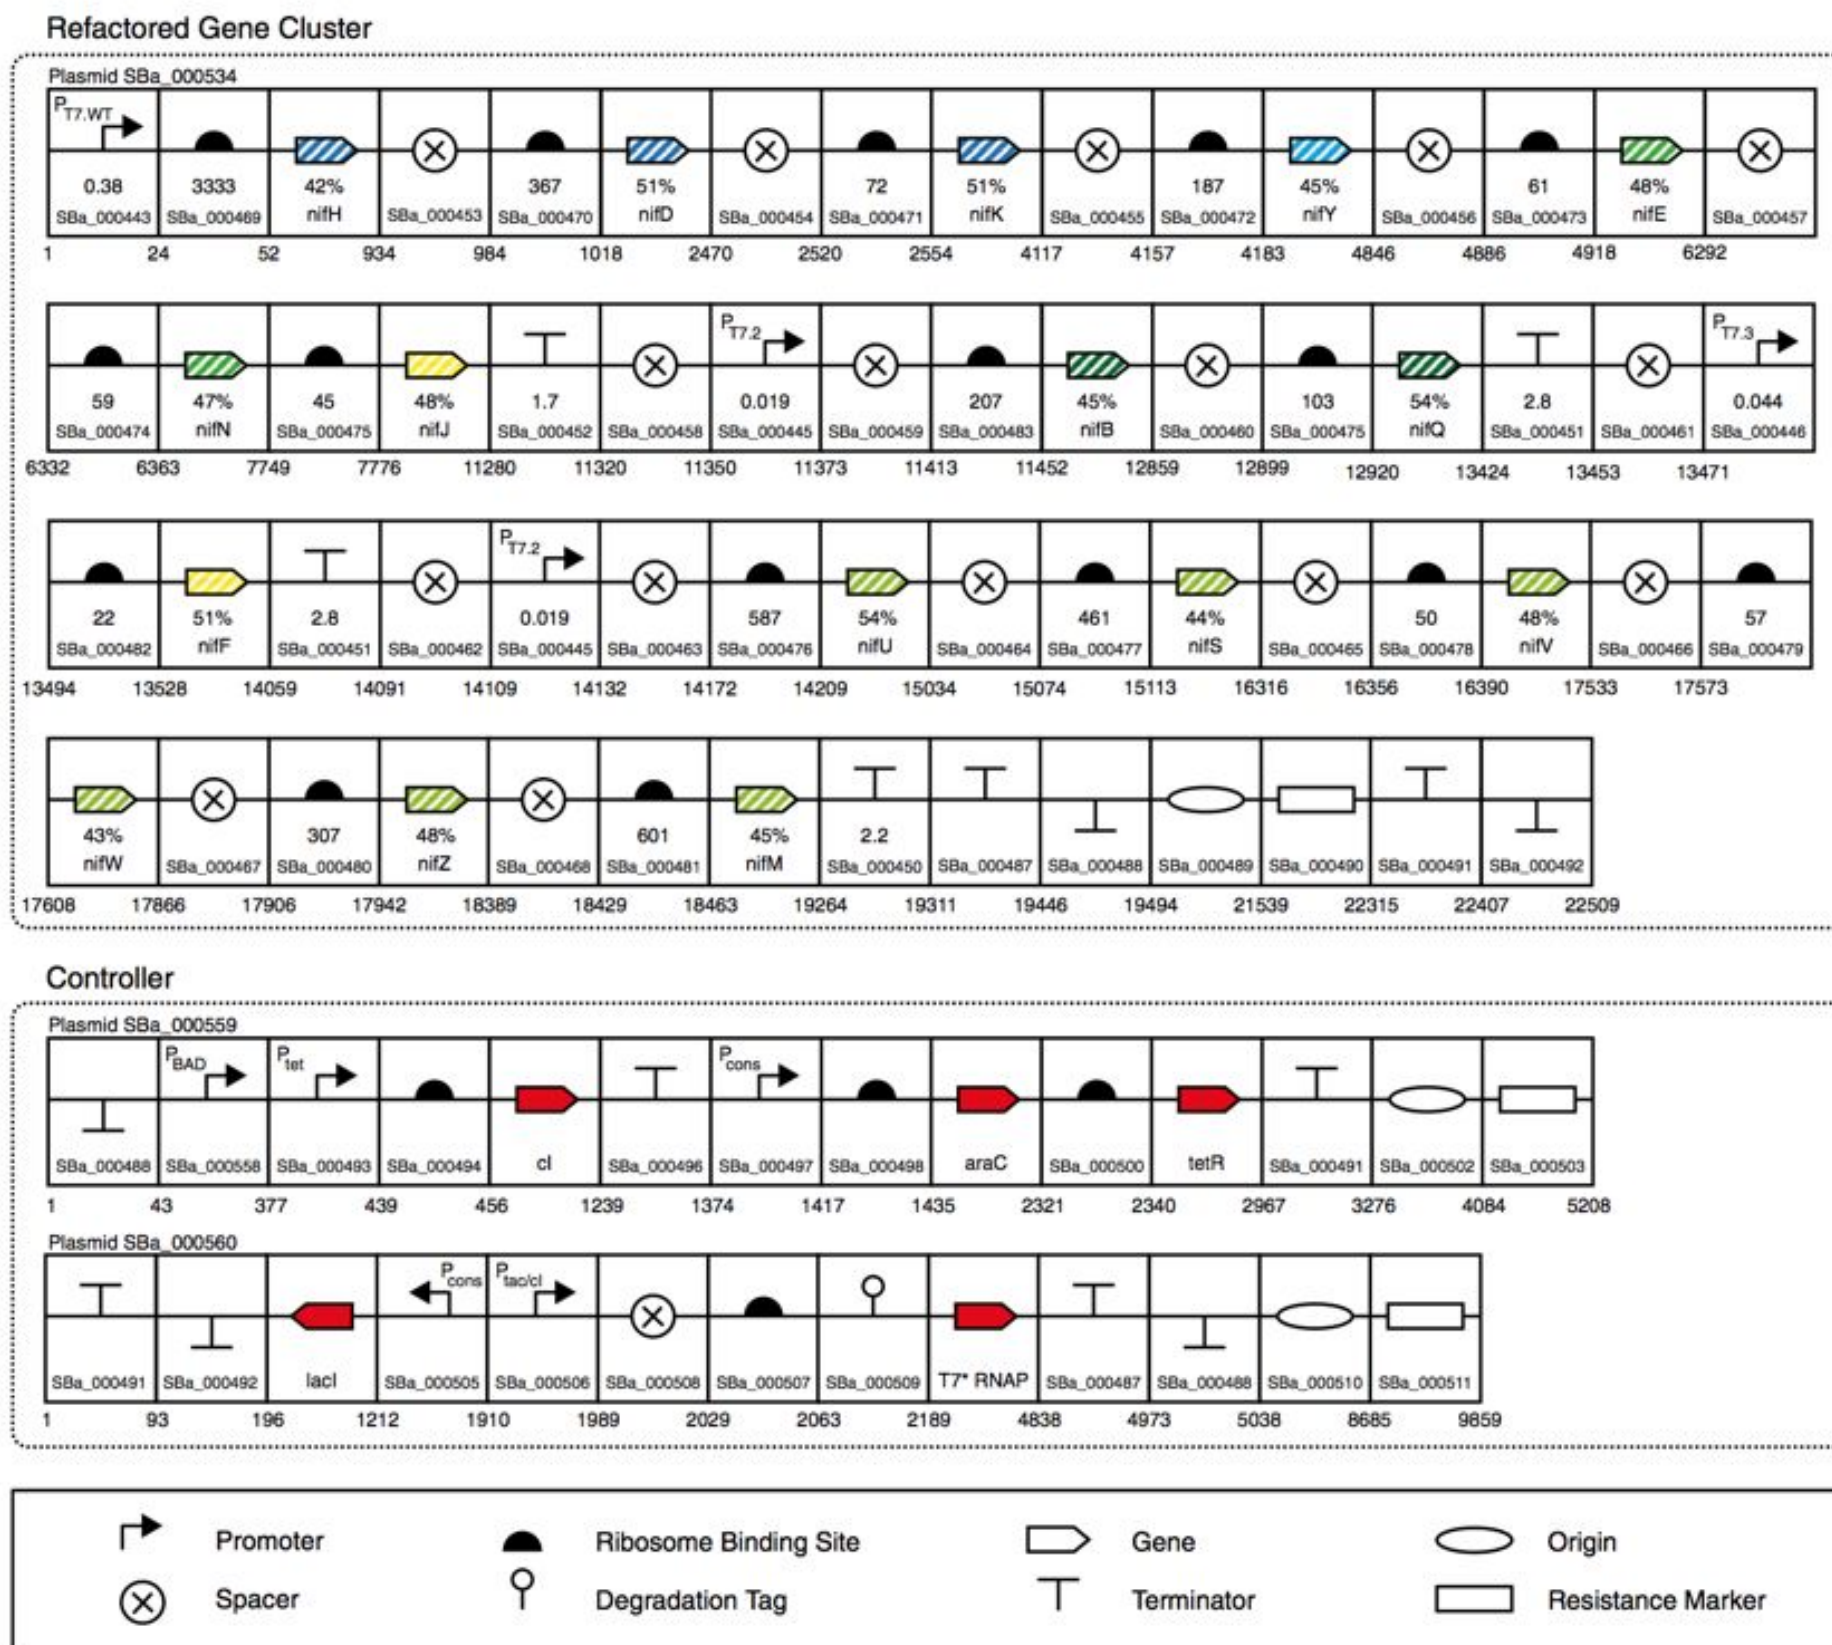 Refactored Gene Cluster
Plasmid SBa_000534
PT7.WT
0.38 3333 42% 367 51% 72 51% 187 45% 61 48%
SBa_000443 SBa_000469 nifH SBa_000453 SBa_000470 nifD SBa_000454 SBa_000471 nifK SBa_000455 SBa_000472 nifY SBa_000456 SBa_000473 nifE SBa_000457
1 24 52 934 984 1018 2470 2520 2554 4117 4157 4183 4846 4886 4918 6292
PT7.2 PT7.3
59 47% 45 48% 1.7 0.019 207 45% 103 54% 2.8 0.044
SBa_000474 nifN SBa_000475 nifJ SBa_000452 SBa_000458 SBa_000445 SBa_000459 SBa_000483 nifB SBa_000460 SBa_000475 nifQ SBa_000451 SBa_000461 SBa_000446
6332 6363 7749 7776 11280 11320 11350 11373 11413 11452 12859 12899 12920 13424 13453 13471
PT7.2
22 51% 2.8 0.019 587 54% 461 44% 50 48% 57
SBa_000482 nifF SBa_000451 SBa_000462 SBa_000445 SBa_000463 SBa_000476 nifU SBa_000464 SBa_000477 nifS SBa_000465 SBa_000478 nifV SBa_000466 SBa_000479
13494 13528 14059 14091 14109 14132 14172 14209 15034 15074 15113 16316 16356 16390 17533 17573
43% 307 48% 601 45% 2.2
nifW SBa_000467 SBa_000480 nifZ SBa_000468 SBa_000481 nifM SBa_000450 SBa_000487 SBa_000488 SBa_000489 SBa_000490 SBa_000491 SBa_000492
17608 17866 17906 17942 18389 18429 18463 19264 19311 19446 19494 21539 22315 22407 22509
Controller
Plasmid SBa_000559
PBAD Ptet Pcons
SBa_000488 SBa_000558 SBa_000493 SBa_000494 cI SBa_000496 SBa_000497 SBa_000498 araC SBa_000500 tetR SBa_000491 SBa_000502 SBa_000503
1 43 377 439 456 1239 1374 1417 1435 2321 2340 2967 3276 4084 5208
Plasmid SBa_000560
Pcons Ptac/cI
SBa_000491 SBa_000492 lacI SBa_000505 SBa_000506 SBa_000508 SBa_000507 SBa_000509 T7* RNAP SBa_000487 SBa_000488 SBa_000510 SBa_000511
1 93 196 1212 1910 1989 2029 2063 2189 4838 4973 5038 8685 9859
Promoter Ribosome Binding Site Gene Origin
Spacer Degradation Tag Terminator Resistance Marker